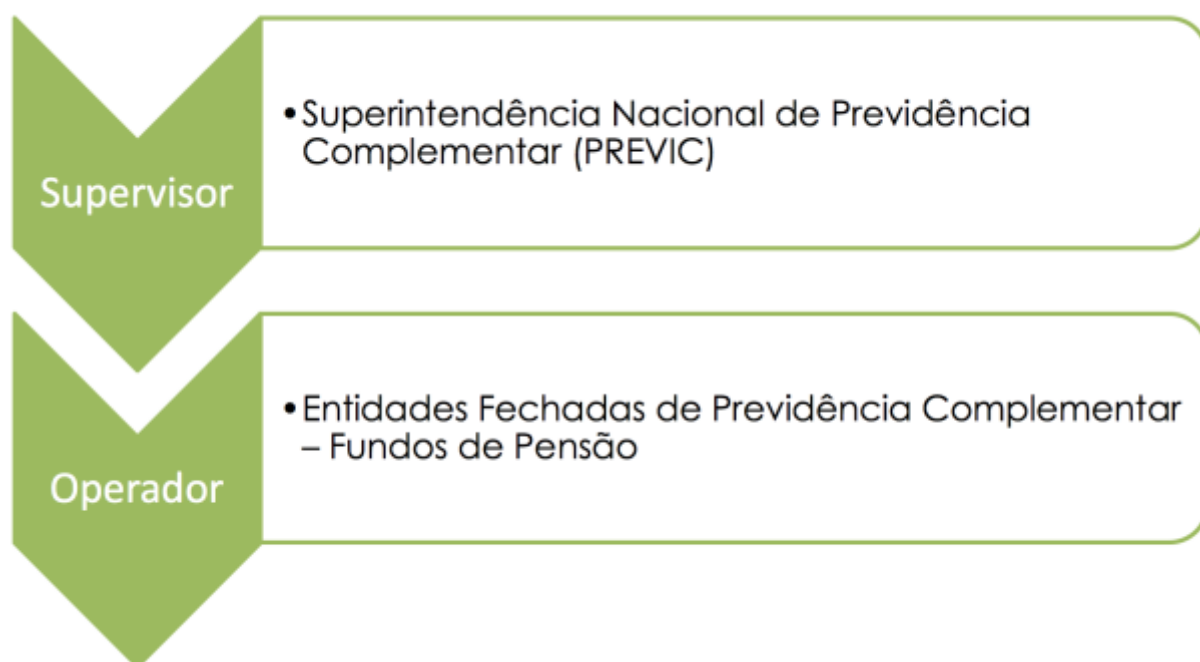 Supervisor
•Superintendência Nacional de Previdência
Complementar (PREVIC)
Operador
•Entidades Fechadas de Previdência Complementar
– Fundos de Pensão